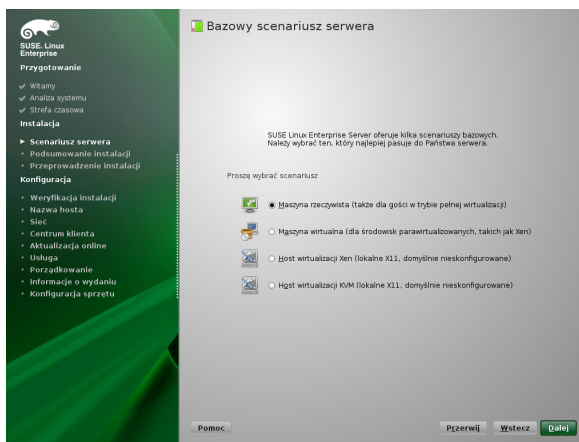 SUSE. Linux
Enterprise
Przygotowanie
Witamy
Analiza systemu
Strefa czasowa
Instalacja
Scenariusz serwera
Podsumowanie instalacji
Przeprowadzenie instalacji
Konfiguracja
Weryfikacja instalacji
Nazwa hosta
Sieć
Centrum klienta
Aktualizacja online
Usługa
Porządkowanie
Informacje o wydaniu
Konfiguracja sprzętu
Bazowy scenariusz serwera
SUSE Linux Enterprise Server oferuje kilka scenariuszy bazowych.
Należy wybrać ten, który najlepiej pasuje do Państwa serwera.
Proszę wybrać scenariusz
Maszyna rzeczywista (także dla gości w trybie pełnej wirtualizacji)
Maszyna wirtualna (dla środowisk parawirtualizowanych, takich jak Xen)
Host wirtualizacji Xen (lokalne X11, domyślnie nieskonfigurowane)
Host wirtualizacji KVM (lokalne X11, domyślnie nieskonfigurowane)
Pomoc
Przerwij
Wstecz
Dalej